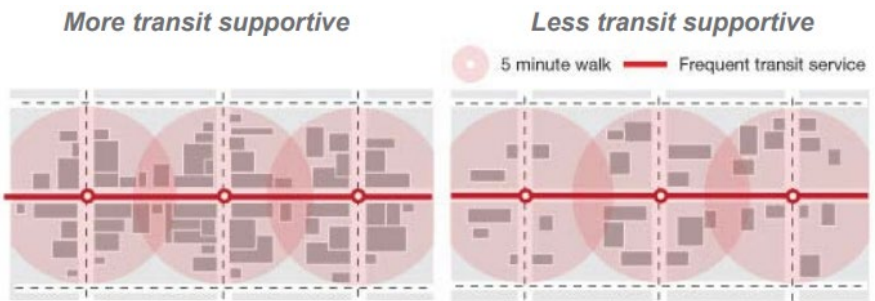 More transit supportive
Less transit supportive
5 minute walk
Frequent transit service